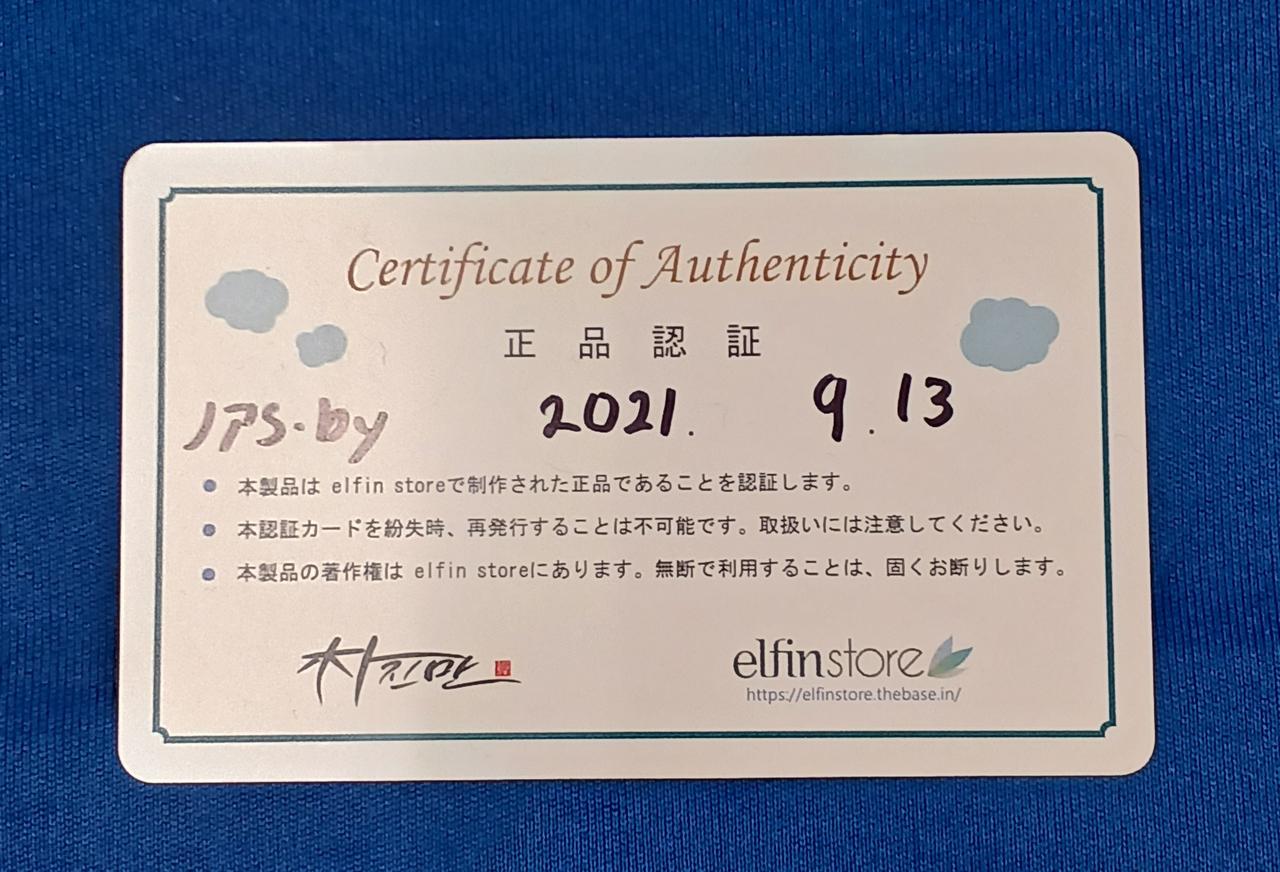 Certificate of Authenticity
正品認証
JPS.by 2021. 9.13
● 本製品は elfin storeで制作された正品であることを認証します。
● 本認証カードを紛失時、再発行することは不可能です。取扱いには注意してください。
● 本製品の著作権は elfin storeにあります。無断で利用することは、固くお断りします。
차진만
elfinstore
https://elfinstore.thebase.in/